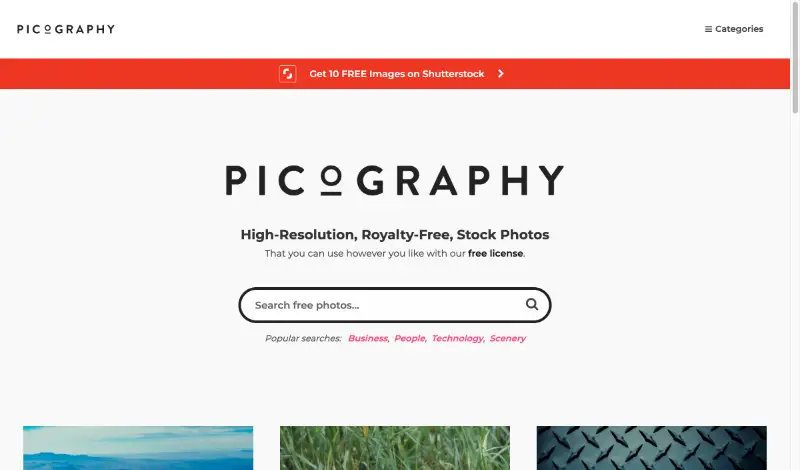 PICOGRAPHY
Categories
Get 10 FREE Images on Shutterstock
PICOGRAPHY
High-Resolution, Royalty-Free, Stock Photos
That you can use however you like with our free license.
Search free photos...
Popular searches: Business, People, Technology, Scenery